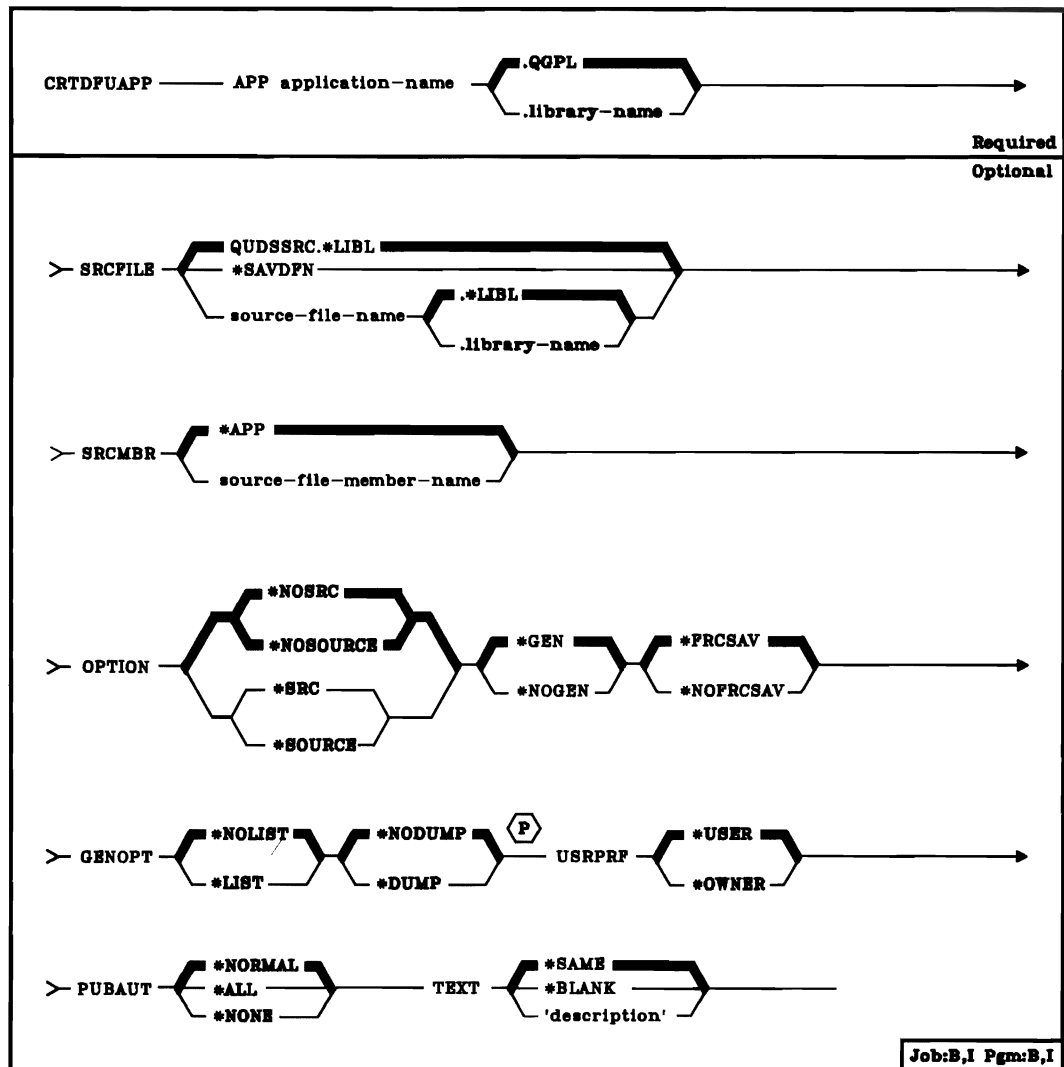 .QGPL
CRTDFUAPP APP application-name
.library-name
Required
Optional
QUDSSRC.*LIBL
SRCFILE *SAVDFN
.*LIBL
source-file-name
.library-name
*APP
SRCMBR
source-file-member-name
*NOSRC
*NOSOURCE *GEN *FRCSAV
OPTION
*SRC *NOGEN *NOFRCSAV
*SOURCE
P
*NOLIST *NODUMP *USER
GENOPT USRPRF
*LIST *DUMP *OWNER
*NORMAL *SAME
PUBAUT *ALL TEXT *BLANK
*NONE 'description'
Job:B,I Pgm:B,I